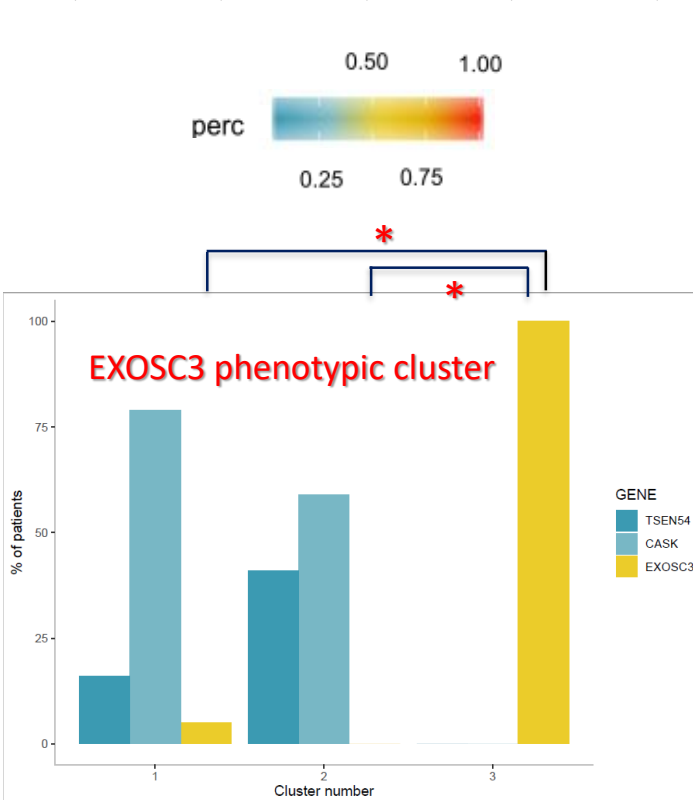 0.50 1.00
perc
0.25 0.75
*
*
100
EXOSC3 phenotypic cluster
75
50
25
0
% of patients
GENE
TSEN54
CASK
EXOSC3
1 2 3
Cluster number